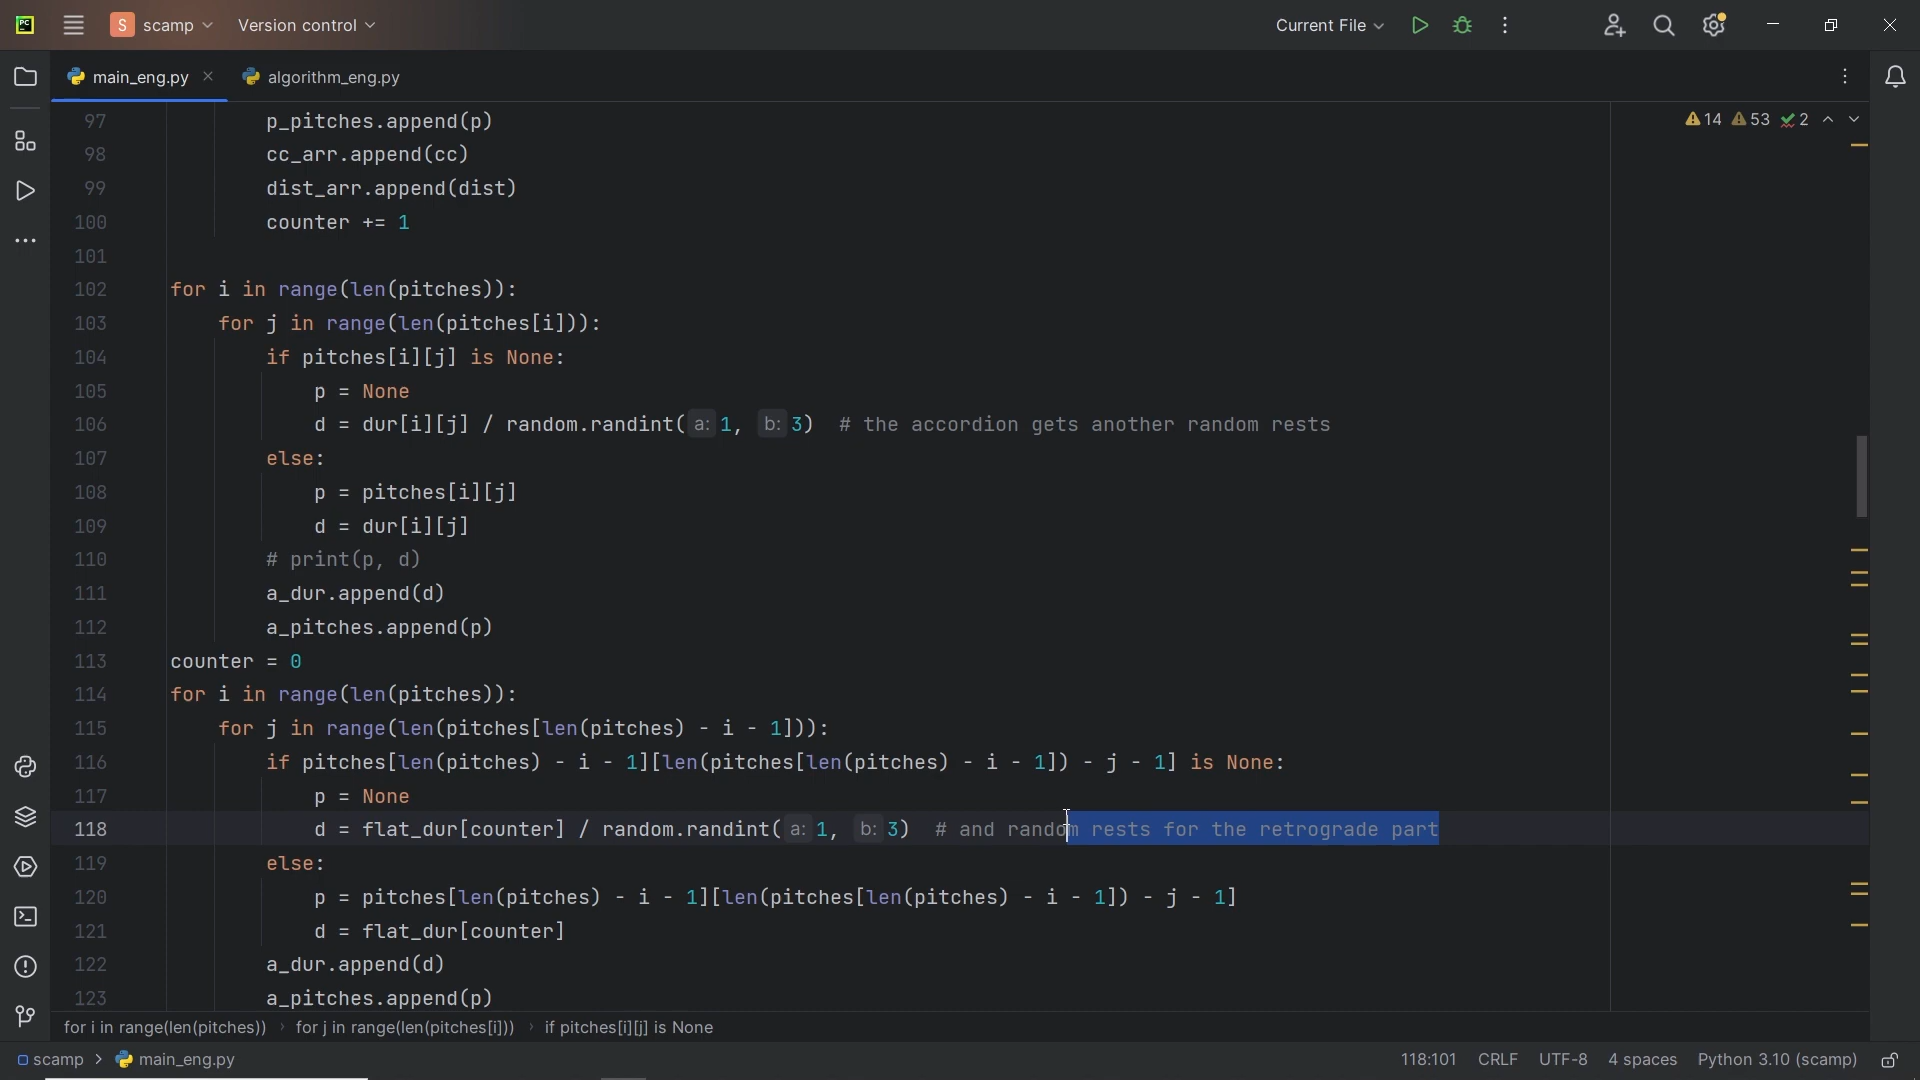 PC S scamp Version control Current File
main_eng.py algorithm_eng.py
14 53 2
97 p_pitches.append(p)
98 cc_arr.append(cc)
99 dist_arr.append(dist)
100 counter += 1
101
102 for i in range(len(pitches)):
103 for j in range(len(pitches[i])):
104 if pitches[i][j] is None:
105 p = None
106 d = dur[i][j] / random.randint( a: 1, b: 3) # the accordion gets another random rests
107 else:
108 p = pitches[i][j]
109 d = dur[i][j]
110 # print(p, d)
111 a_dur.append(d)
112 a_pitches.append(p)
113 counter = 0
114 for i in range(len(pitches)):
115 for j in range(len(pitches[len(pitches) - i - 1])):
116 if pitches[len(pitches) - i - 1][len(pitches[len(pitches) - i - 1]) - j - 1] is None:
117 p = None
118 d = flat_dur[counter] / random.randint( a: 1, b: 3) # and random rests for the retrograde part
119 else:
120 p = pitches[len(pitches) - i - 1][len(pitches[len(pitches) - i - 1]) - j - 1]
121 d = flat_dur[counter]
122 a_dur.append(d)
123 a_pitches.append(p)
for i in range(len(pitches)) › for j in range(len(pitches[i])) › if pitches[i][j] is None
scamp > main_eng.py 118:101 CRLF UTF-8 4 spaces Python 3.10 (scamp)